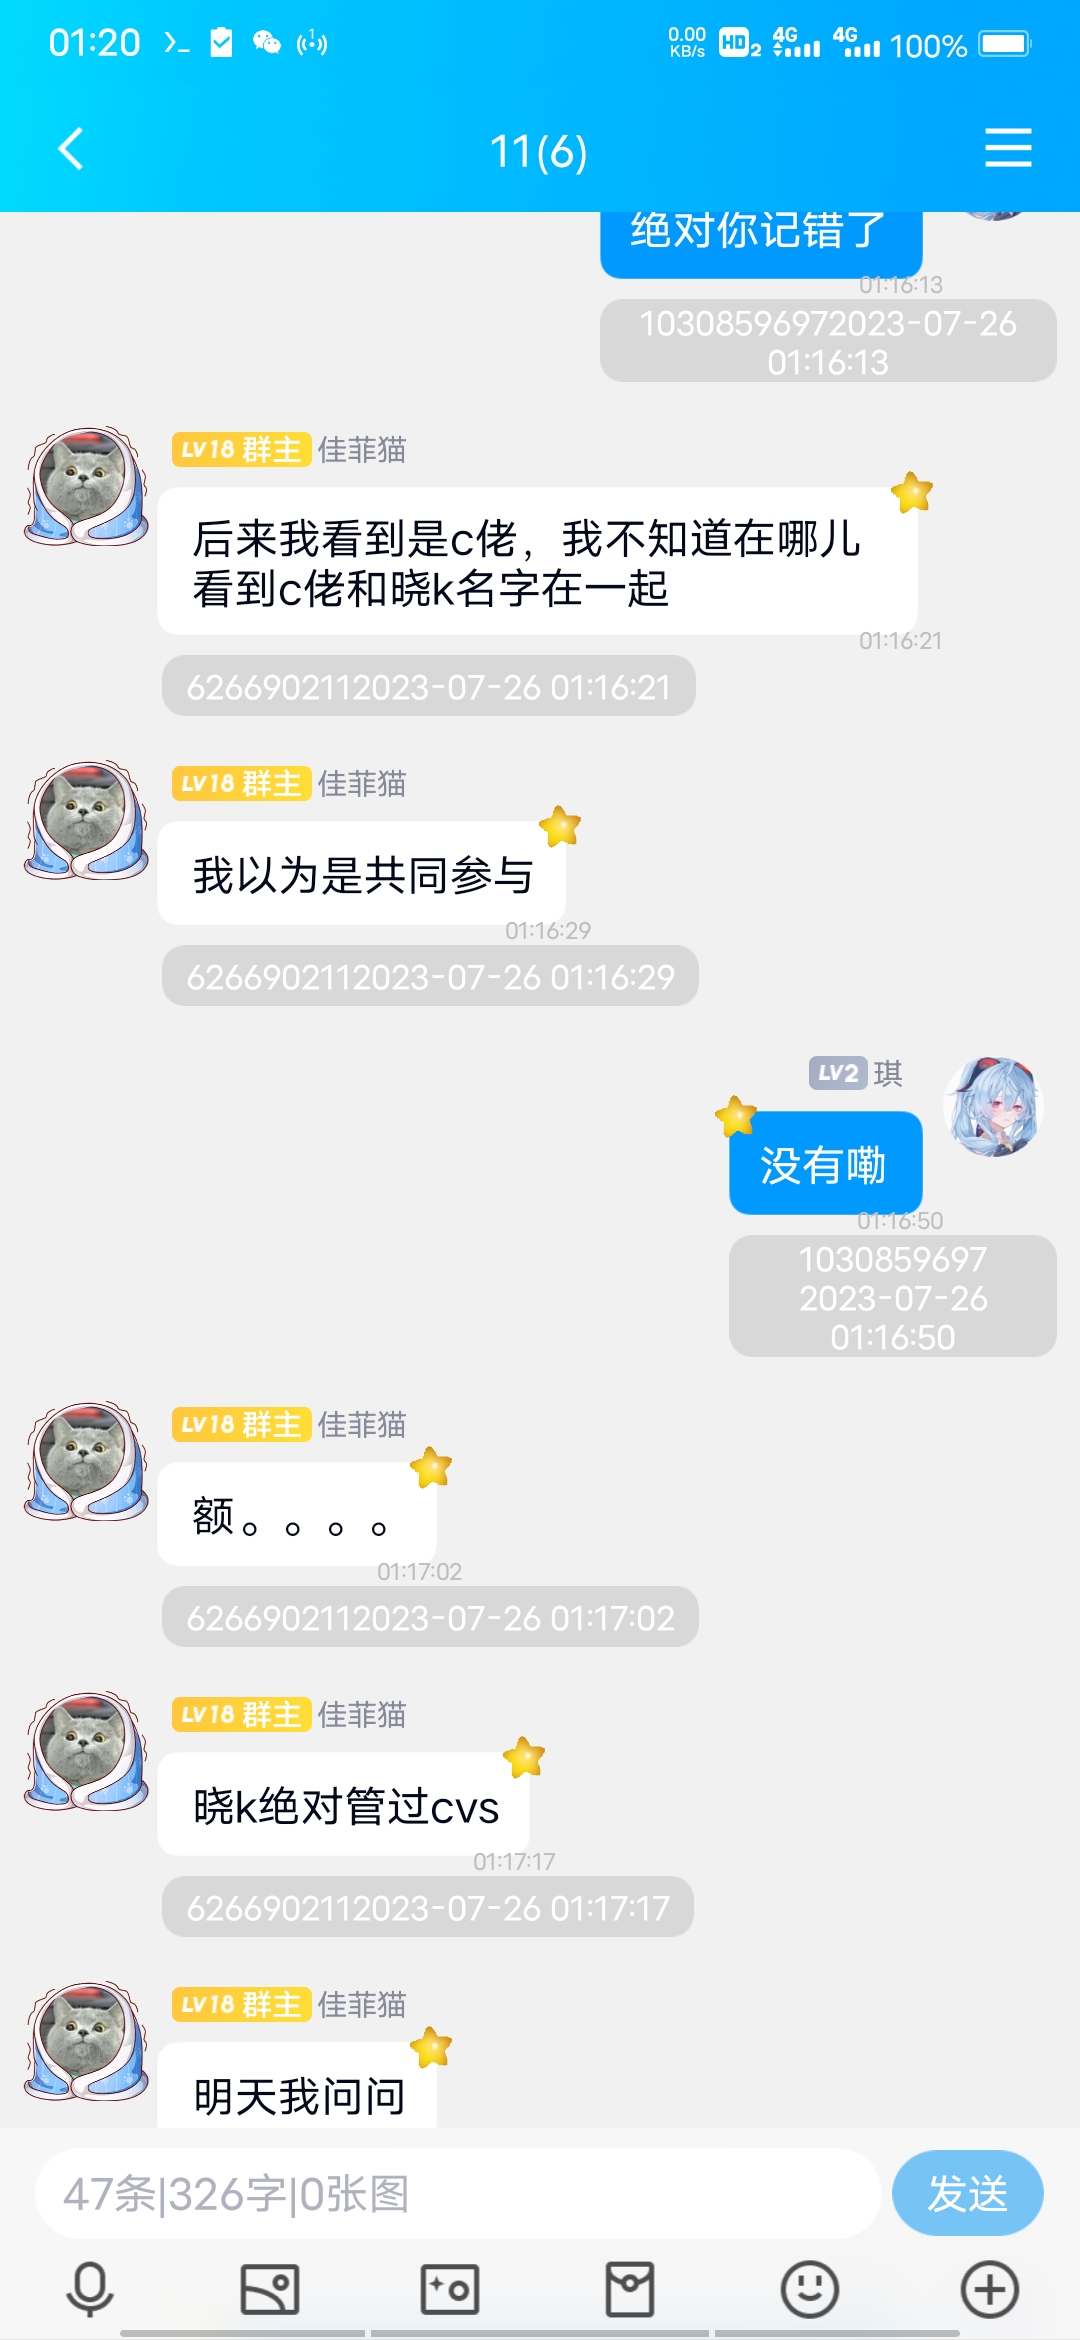 01:20
0.00
KB/s
HD2
4G
4G
100%
11(6)
绝对你记错了
01:16:13
10308596972023-07-26
01:16:13
LV18 群主 佳菲猫
后来我看到是c佬，我不知道在哪儿
看到c佬和晓k名字在一起
01:16:21
6266902112023-07-26 01:16:21
LV18 群主 佳菲猫
我以为是共同参与
01:16:29
6266902112023-07-26 01:16:29
LV2 琪
没有嘞
01:16:50
1030859697
2023-07-26
01:16:50
LV18 群主 佳菲猫
额。。。。
01:17:02
6266902112023-07-26 01:17:02
LV18 群主 佳菲猫
晓k绝对管过cvs
01:17:17
6266902112023-07-26 01:17:17
LV18 群主 佳菲猫
明天我问问
47条|326字|0张图
发送